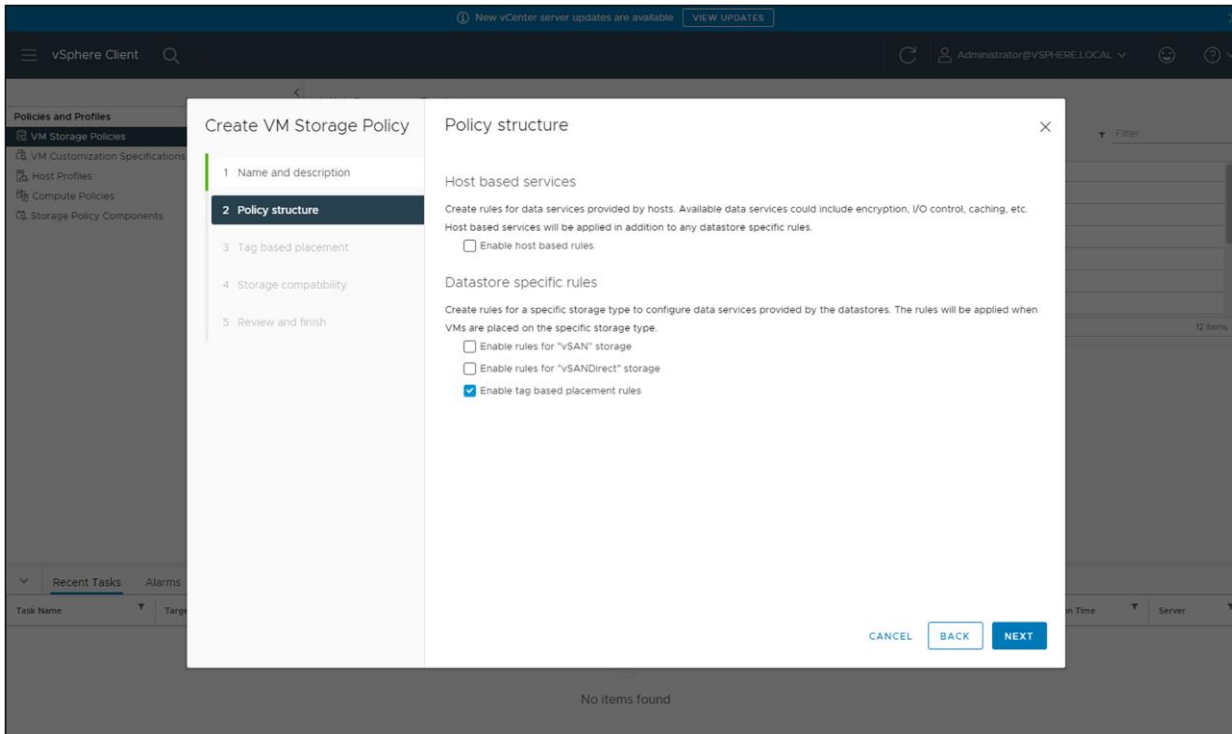 New vCenter server updates are available VIEW UPDATES
vSphere Client
Administrator@VSPHERE.LOCAL
Policies and Profiles
VM Storage Policies
VM Customization Specifications
Host Profiles
Compute Policies
Storage Policy Components
Filter
12 items
Create VM Storage Policy
1 Name and description
2 Policy structure
3 Tag based placement
4 Storage compatibility
5 Review and finish
Policy structure
Host based services
Create rules for data services provided by hosts. Available data services could include encryption, I/O control, caching, etc.
Host based services will be applied in addition to any datastore specific rules.
Enable host based rules
Datastore specific rules
Create rules for a specific storage type to configure data services provided by the datastores. The rules will be applied when
VMs are placed on the specific storage type.
Enable rules for "vSAN" storage
Enable rules for "vSANDirect" storage
Enable tag based placement rules
CANCEL BACK NEXT
Recent Tasks Alarms
Task Name Targe n Time Server
No items found